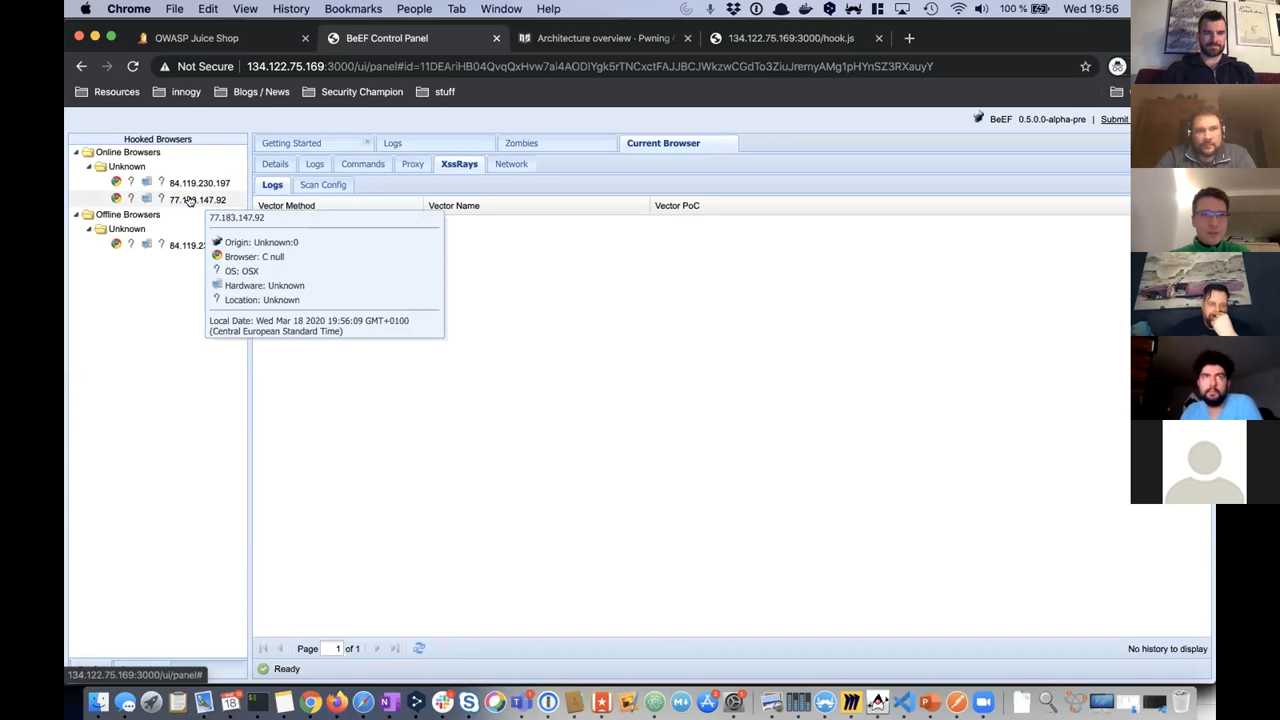 Chrome File Edit View History Bookmarks People Tab Window Help 100 % Wed 19:56
OWASP Juice Shop BeEF Control Panel Architecture overview - Pwning 134.122.75.169:3000/hook.js
Not Secure 134.122.75.169:3000/ui/panel#id=
Resources innogy Blogs / News Security Champion stuff
BeEF 0.5.0.0-alpha-pre | Submit
Hooked Browsers Getting Started Logs Zombies Current Browser
Online Browsers
Unknown Details Logs Commands Proxy XssRays Network
84.119.230.197 Logs Scan Config
77.183.147.92 Vector Method Vector Name Vector PoC
Offline Browsers 77.183.147.92
Unknown
84.119.2
Origin: Unknown:0
Browser: C null
OS: OSX
Hardware: Unknown
Location: Unknown
Local Date: Wed Mar 18 2020 19:56:09 GMT+0100
(Central European Standard Time)
Page 1 of 1 No history to display
Ready
134.122.75.169:3000/ui/panel#
18